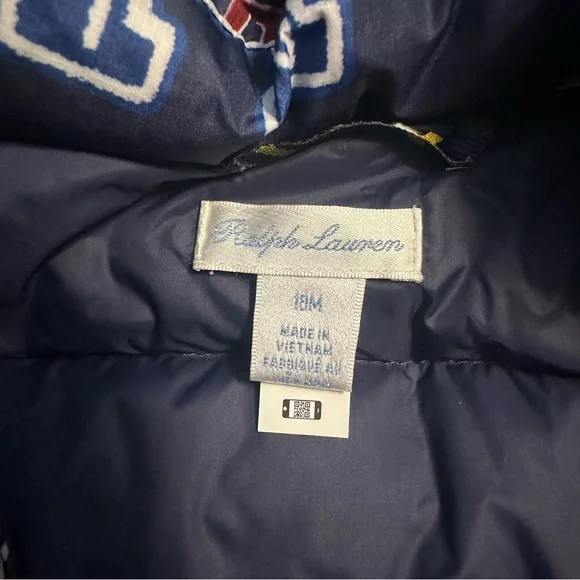 Ralph Lauren
18M
MADE IN
VIETNAM
FABRIQUÉ AU